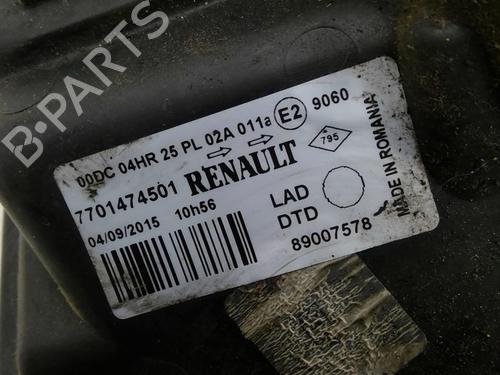 B-PARTS
00DC 04HR 25 PL 02A 011a E2 9060
795
7701474501 RENAULT
04/09/2015 10h56
LAD
DTD
89007578
MADE IN ROMANIA